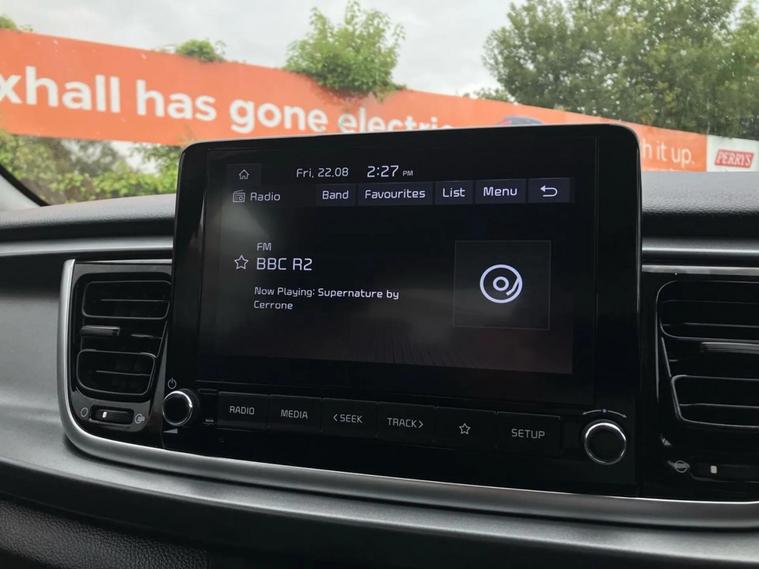 xhall has gone electric
h it up.
PERRYS
Fri, 22.08 2:27 PM
Radio Band Favourites List Menu
FM
BBC R2
Now Playing: Supernature by
Cerrone
RADIO MEDIA <SEEK TRACK> SETUP